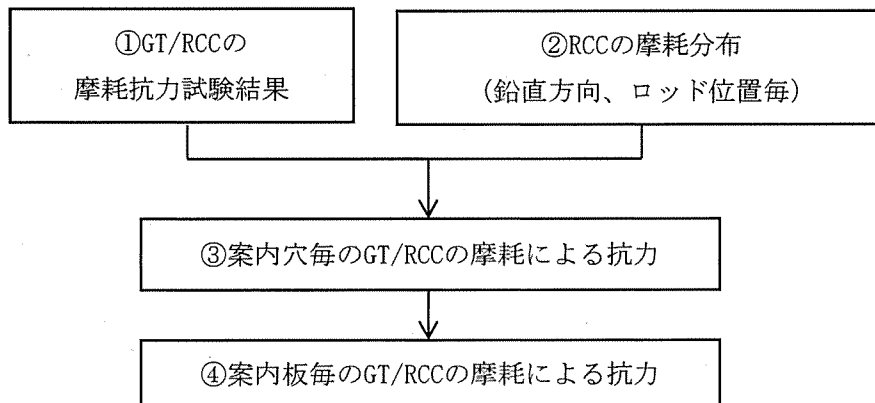 ①GT/RCCの
摩耗抗力試験結果
②RCCの摩耗分布
(鉛直方向、ロッド位置毎)
③案内穴毎のGT/RCCの摩耗による抗力
④案内板毎のGT/RCCの摩耗による抗力